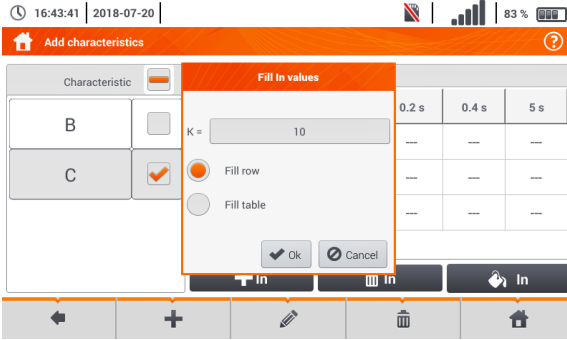 16:43:41 2018-07-20 83 %
Add characteristics ?
Characteristic
Fill In values
0.2 s 0.4 s 5 s
B
K = 10
--- --- ---
C
Fill row
--- --- ---
Fill table
--- --- ---
Ok Cancel
In In In